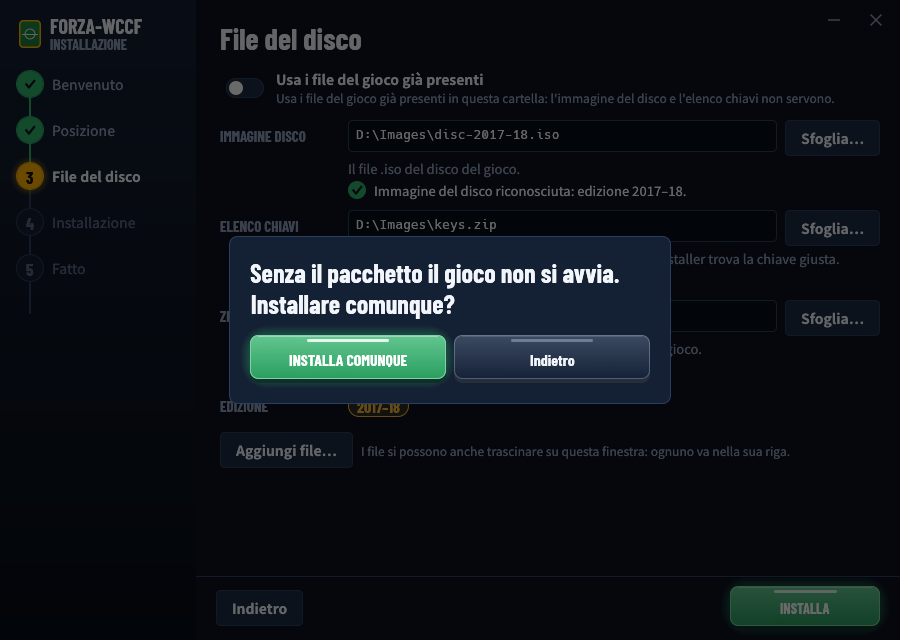 FORZA-WCCF
INSTALLAZIONE
Benvenuto
Posizione
3 File del disco
4 Installazione
5 Fatto
File del disco
Usa i file del gioco già presenti
Usa i file del gioco già presenti in questa cartella: l'immagine del disco e l'elenco chiavi non servono.
IMMAGINE DISCO D:\Images\disc-2017-18.iso Sfoglia...
Il file .iso del disco del gioco.
Immagine del disco riconosciuta: edizione 2017–18.
ELENCO CHIAVI D:\Images\keys.zip Sfoglia...
trova la chiave giusta.
Senza il pacchetto il gioco non si avvia.
Installare comunque?
Sfoglia...
INSTALLA COMUNQUE Indietro
EDIZIONE 2017–18
Aggiungi file... I file si possono anche trascinare su questa finestra: ognuno va nella sua riga.
Indietro INSTALLA